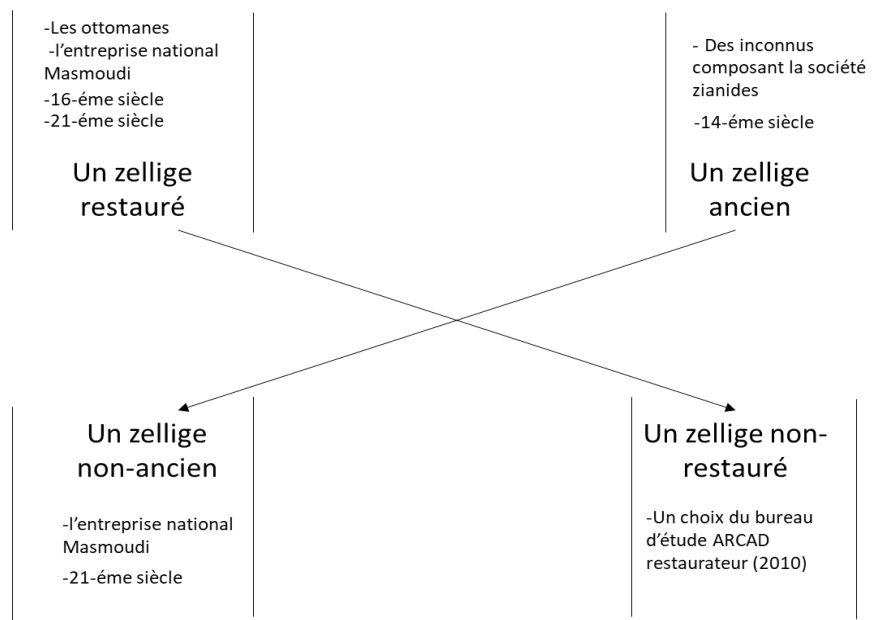 -Les ottomanes
-l’entreprise national
Masmoudi
-16-éme siècle
-21-éme siècle
Un zellige
restauré
- Des inconnus
composant la société
zianides
-14-éme siècle
Un zellige
ancien
Un zellige
non-ancien
-l’entreprise national
Masmoudi
-21-éme siècle
Un zellige non-
restauré
-Un choix du bureau
d’étude ARCAD
restaurateur (2010)